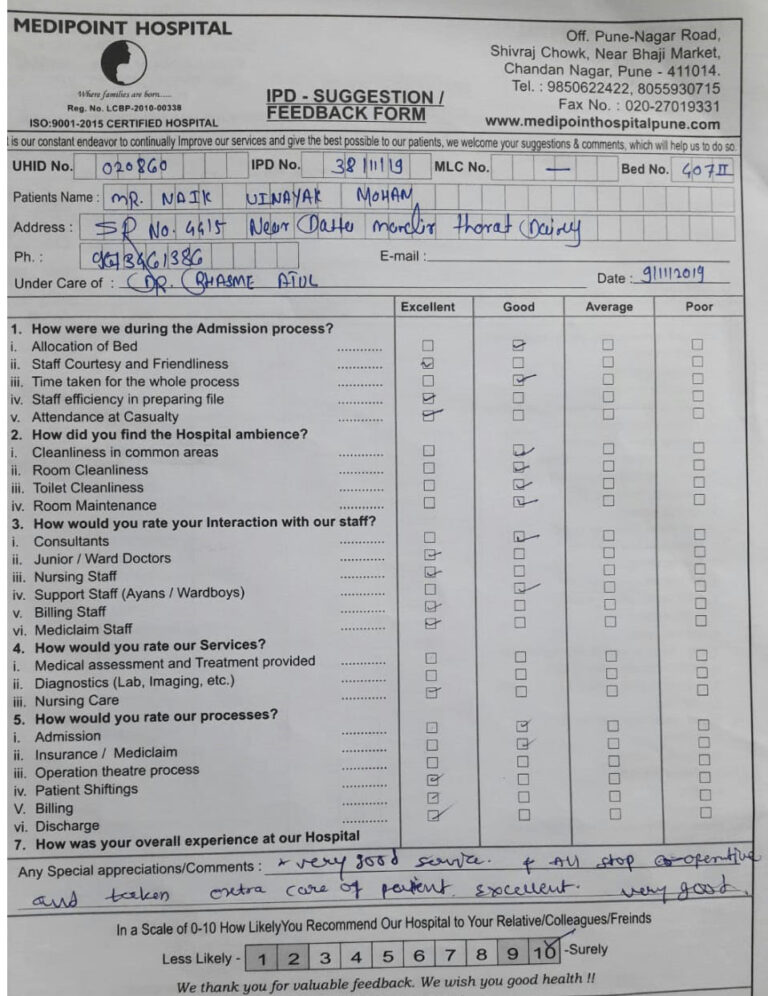 MEDIPOINT HOSPITAL
Where families are born.....
Reg. No. LCBP-2010-00338
ISO:9001-2015 CERTIFIED HOSPITAL
IPD - SUGGESTION /
FEEDBACK FORM
Off. Pune-Nagar Road,
Shivraj Chowk, Near Bhaji Market,
Chandan Nagar, Pune - 411014.
Tel. : 9850622422, 8055930715
Fax No. : 020-27019331
www.medipointhospitalpune.com
It is our constant endeavor to continually Improve our services and give the best possible to our patients, we welcome your suggestions & comments, which will help us to do so.
UHID No. 020860 IPD No. 38/11/19 MLC No. — Bed No. 407 II
Patients Name : MR. NAIK VINAYAK MOHAN
Address : SR No. 4415 Near Datta mandir thorat Dairy
Ph. : E-mail :
Under Care of : DR. BHASME ATUL Date : 9/11/2019
Excellent Good Average Poor
1. How were we during the Admission process?
i. Allocation of Bed ............
ii. Staff Courtesy and Friendliness ............
iii. Time taken for the whole process ............
iv. Staff efficiency in preparing file ............
v. Attendance at Casualty ............
2. How did you find the Hospital ambience?
i. Cleanliness in common areas ............
ii. Room Cleanliness ............
iii. Toilet Cleanliness ............
iv. Room Maintenance ............
3. How would you rate your Interaction with our staff?
i. Consultants ............
ii. Junior / Ward Doctors ............
iii. Nursing Staff ............
iv. Support Staff (Ayans / Wardboys) ............
v. Billing Staff ............
vi. Mediclaim Staff ............
4. How would you rate our Services?
i. Medical assessment and Treatment provided ............
ii. Diagnostics (Lab, Imaging, etc.) ............
iii. Nursing Care ............
5. How would you rate our processes?
i. Admission ............
ii. Insurance / Mediclaim ............
iii. Operation theatre process ............
iv. Patient Shiftings ............
V. Billing ............
vi. Discharge ............
7. How was your overall experience at our Hospital
Any Special appreciations/Comments : very good service. & All stop co-operative
and taken extra care of patient excellent. very good.
In a Scale of 0-10 How LikelyYou Recommend Our Hospital to Your Relative/Colleagues/Freinds
Less Likely - 1 2 3 4 5 6 7 8 9 10 -Surely
We thank you for valuable feedback. We wish you good health !!